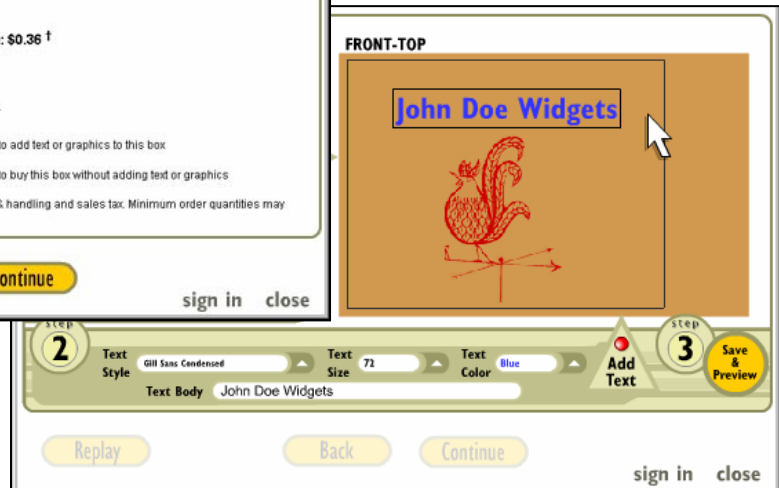 : $0.36 †
to add text or graphics to this box
to buy this box without adding text or graphics
& handling and sales tax. Minimum order quantities may
ontinue
sign in close
FRONT-TOP
John Doe Widgets
step
2
Text Style
Gill Sans Condensed
Text Size
72
Text Color
Blue
Text Body
John Doe Widgets
Add Text
step
3
Save & Preview
Replay
Back
Continue
sign in close